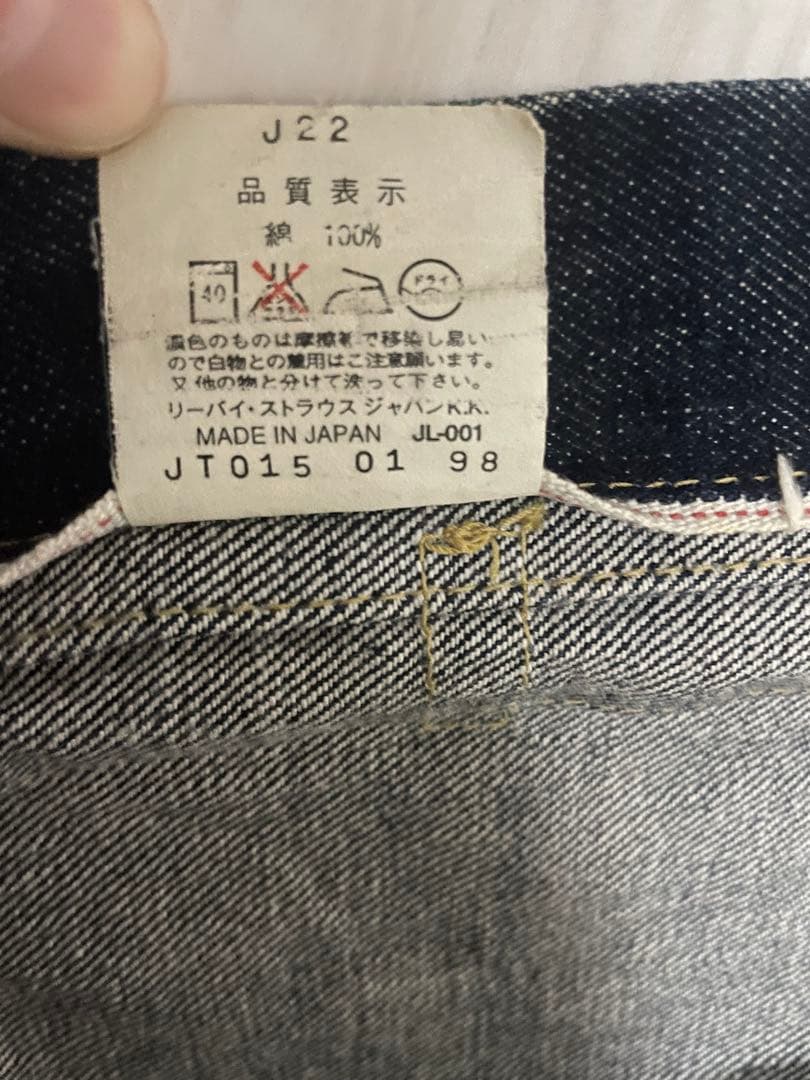 J22
品質表示
綿 100%
40 ドライ
濃色のものは摩擦等で移染し易い
ので白物との着用はご注意願います。
又他の物と分けて洗って下さい。
リーバイ・ストラウス ジャパンK.K.
MADE IN JAPAN JL-001
JT015 01 98